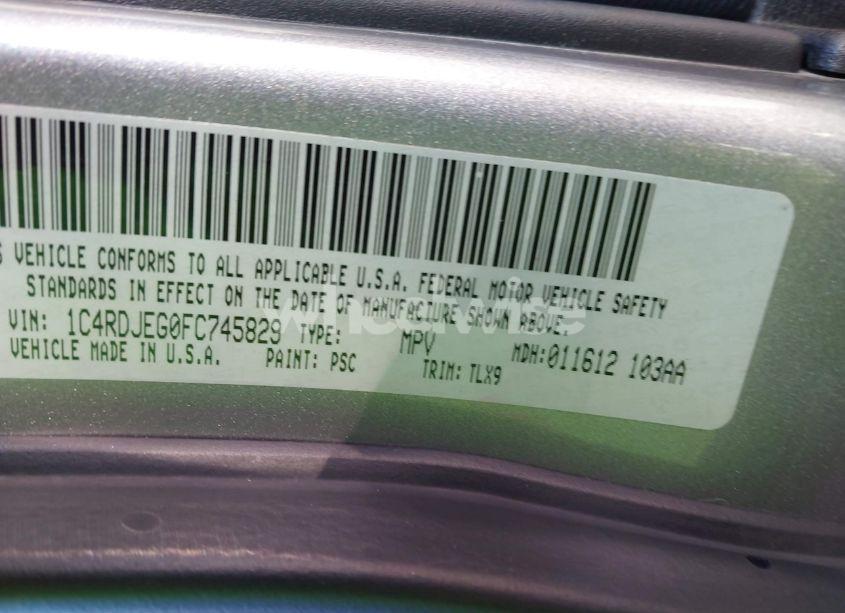 VEHICLE CONFORMS TO ALL APPLICABLE U.S.A. FEDERAL MOTOR VEHICLE SAFETY
STANDARDS IN EFFECT ON THE DATE OF MANUFACTURE SHOWN ABOVE.
VIN: 1C4RDJEG0FC745829 TYPE: MPV MDH:011612 103AA
VEHICLE MADE IN U.S.A. PAINT: PSC TRIM: TLX9
wheelwise